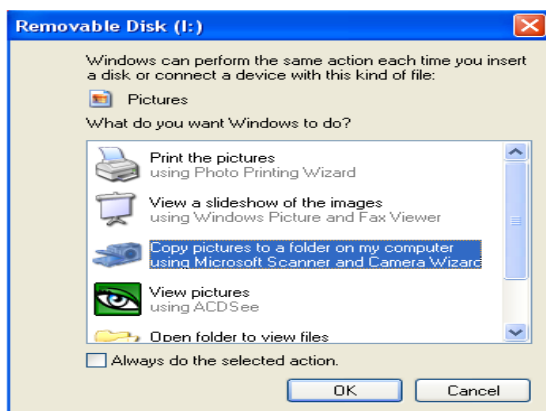 Removable Disk (I:)
Windows can perform the same action each time you insert
a disk or connect a device with this kind of file:
Pictures
What do you want Windows to do?
Print the pictures
using Photo Printing Wizard
View a slideshow of the images
using Windows Picture and Fax Viewer
Copy pictures to a folder on my computer
using Microsoft Scanner and Camera Wizard
View pictures
using ACDSee
Open folder to view files
Always do the selected action.
OK Cancel